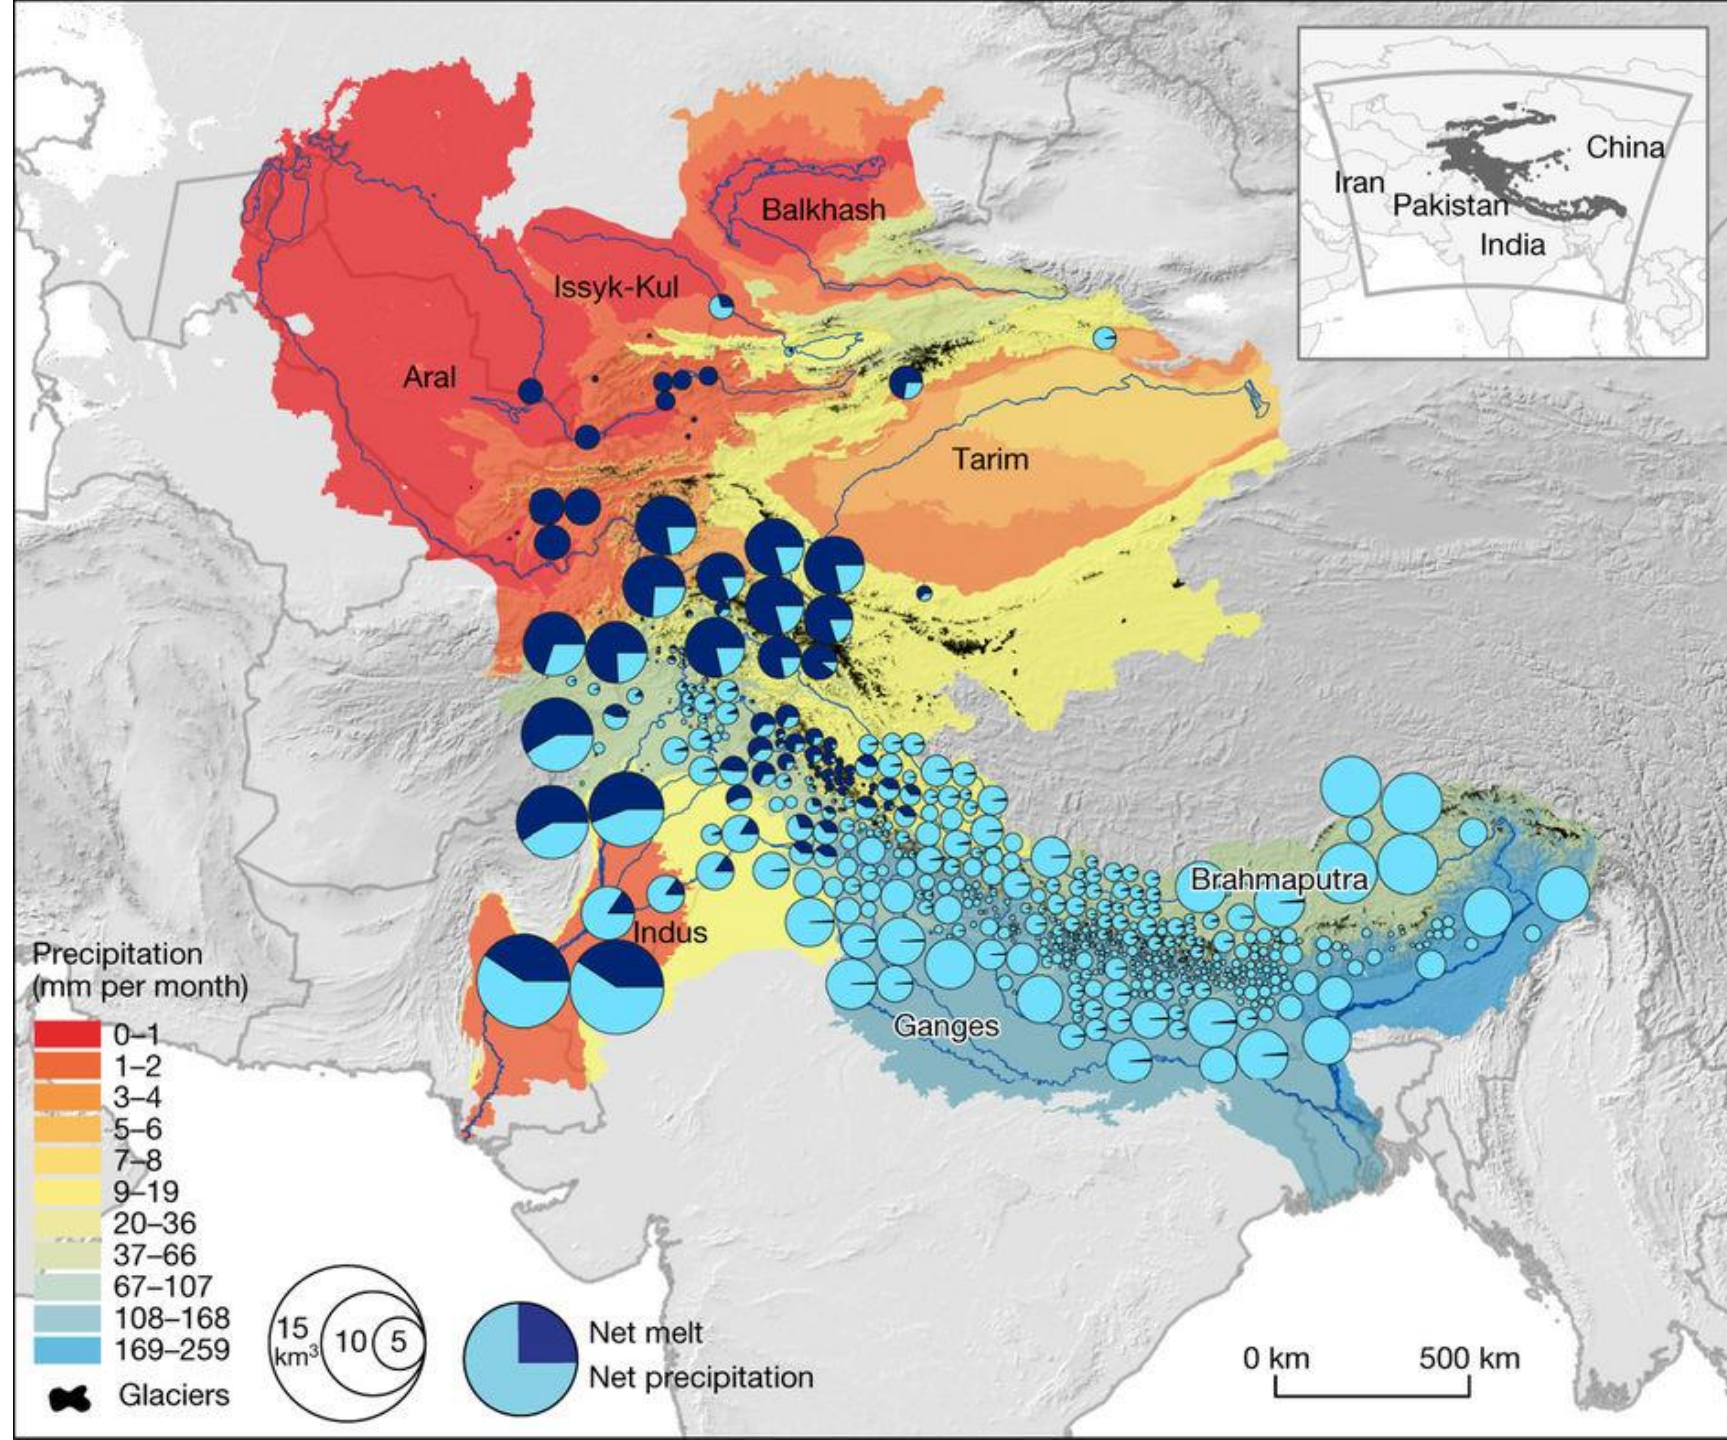 Balkhash
Issyk-Kul
Aral
Tarim
Brahmaputra
Indus
Ganges
China
Iran
Pakistan
India
Precipitation
(mm per month)
0–1
1–2
3–4
5–6
7–8
9–19
20–36
37–66
67–107
108–168
169–259
Glaciers
15
km³
10
5
Net melt
Net precipitation
0 km
500 km